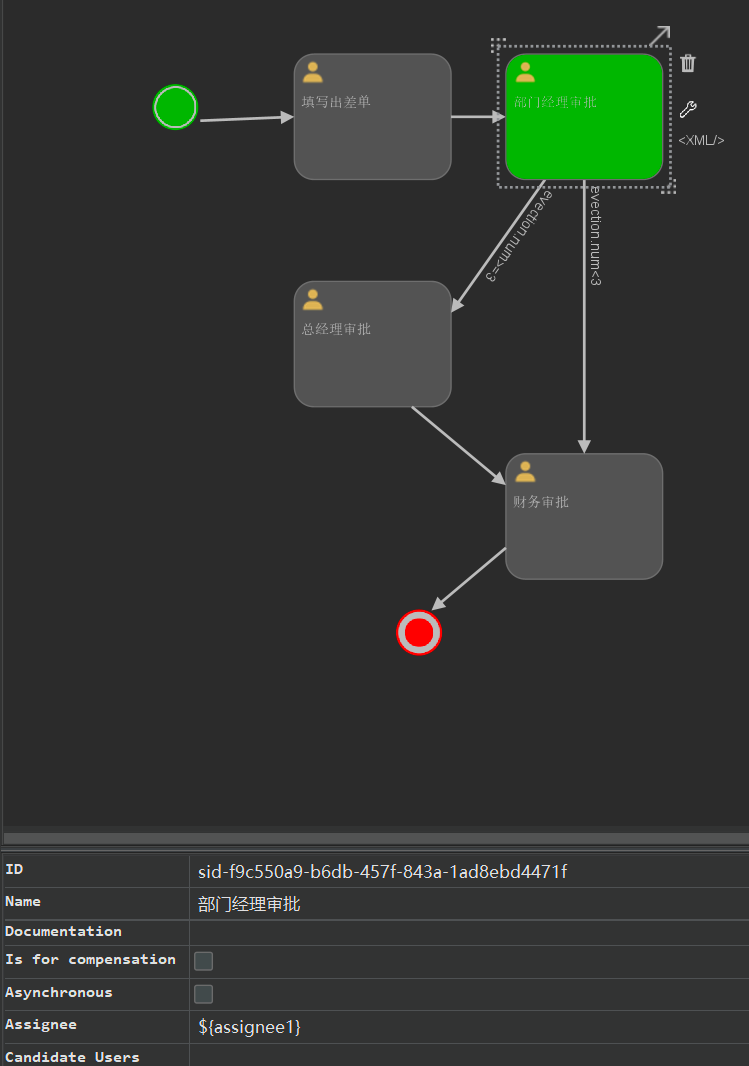 填写出差单
部门经理审批
<XML/>
evection.num>=3
evection.num<3
总经理审批
财务审批
ID
sid-f9c550a9-b6db-457f-843a-1ad8ebd4471f
Name
部门经理审批
Documentation
Is for compensation
Asynchronous
Assignee
${assignee1}
Candidate Users